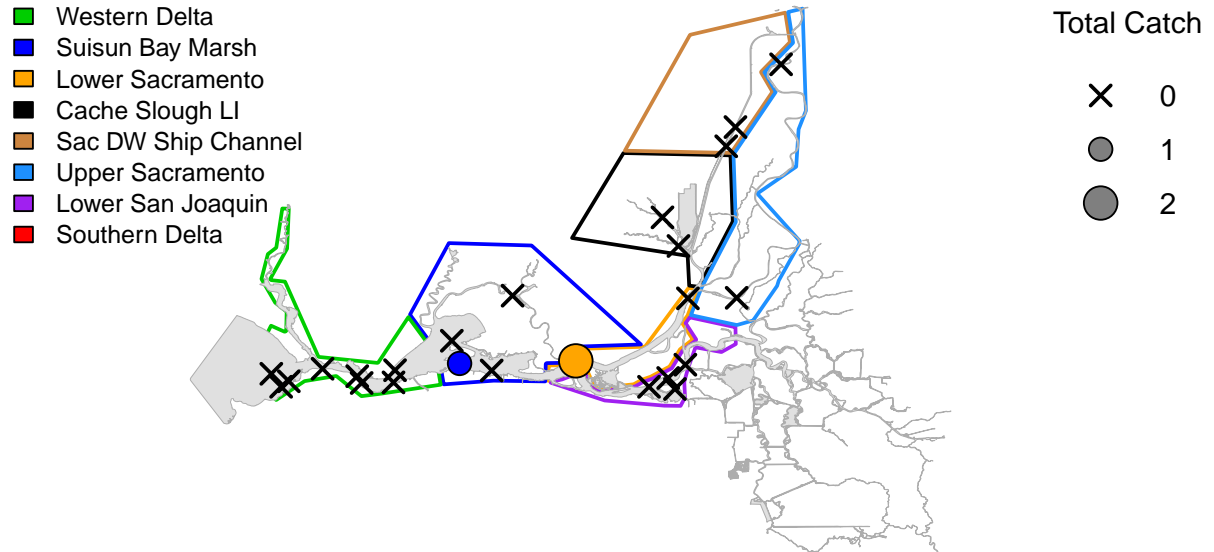 Western Delta
Suisun Bay Marsh
Lower Sacramento
Cache Slough LI
Sac DW Ship Channel
Upper Sacramento
Lower San Joaquin
Southern Delta
Total Catch
0
1
2